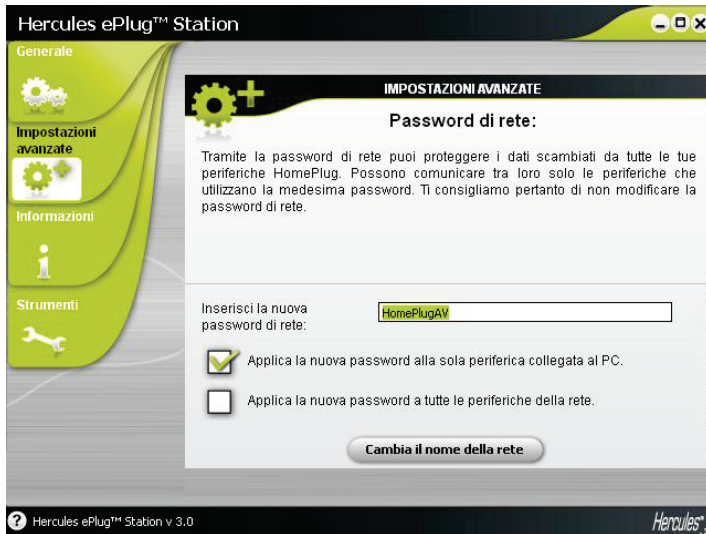 Hercules ePlug™ Station
Generale
Impostazioni
avanzate
Informazioni
Strumenti
IMPOSTAZIONI AVANZATE
Password di rete:
Tramite la password di rete puoi proteggere i dati scambiati da tutte le tue
periferiche HomePlug. Possono comunicare tra loro solo le periferiche che
utilizzano la medesima password. Ti consigliamo pertanto di non modificare la
password di rete.
Inserisci la nuova
password di rete:
HomePlugAV
Applica la nuova password alla sola periferica collegata al PC.
Applica la nuova password a tutte le periferiche della rete.
Cambia il nome della rete
? Hercules ePlug™ Station v 3.0
Hercules